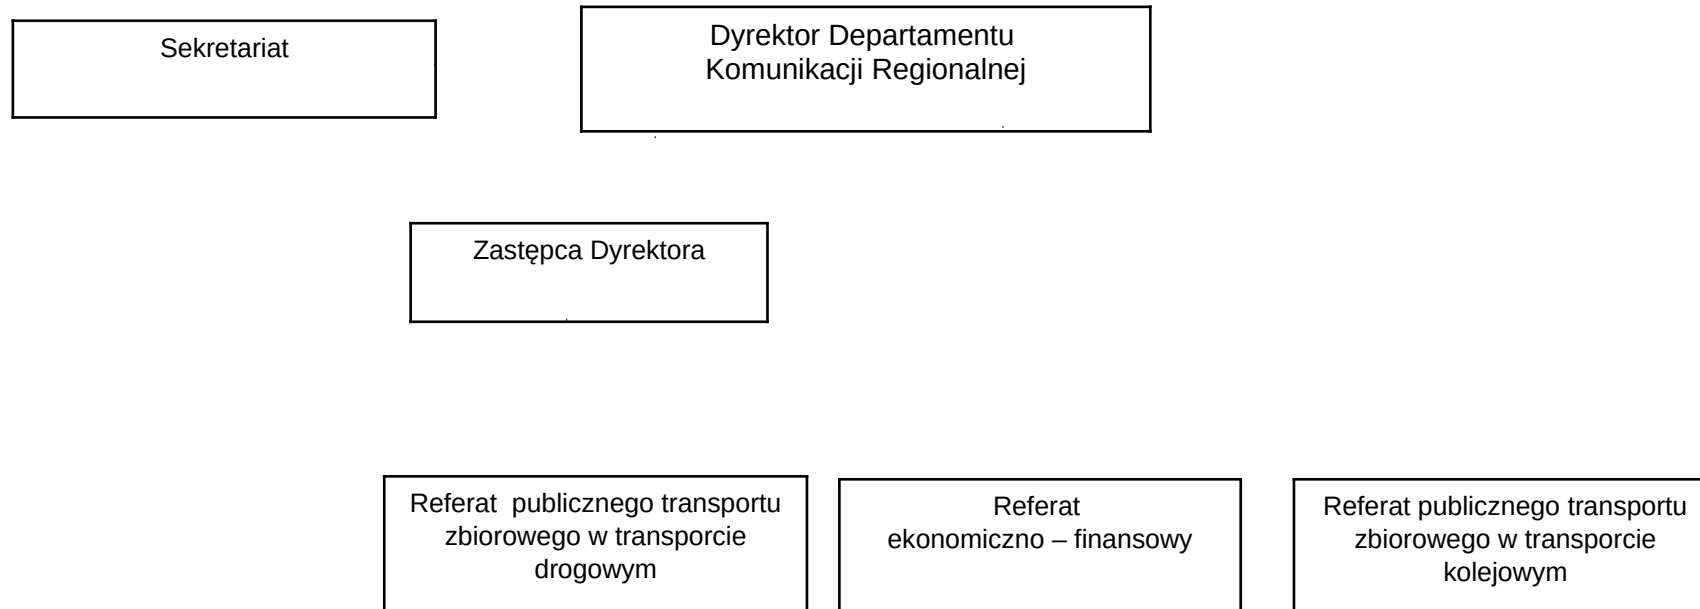 Sekretariat
Dyrektor Departamentu
Komunikacji Regionalnej
Zastępca Dyrektora
Referat  publicznego transportu
zbiorowego w transporcie
drogowym
Referat
ekonomiczno – finansowy
Referat publicznego transportu
zbiorowego w transporcie
kolejowym